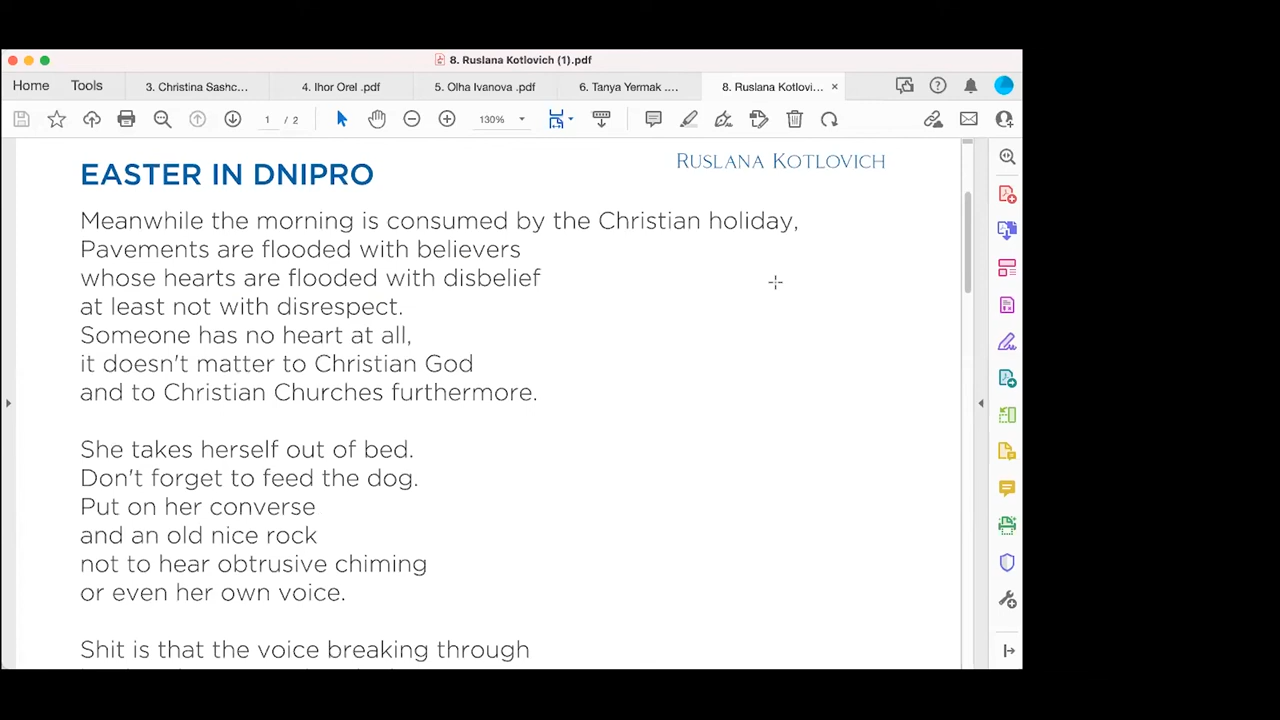 8. Ruslana Kotlovich (1).pdf
Home Tools 3. Christina Sashc... 4. Ihor Orel .pdf 5. Olha Ivanova .pdf 6. Tanya Yermak .... 8. Ruslana Kotlovi... ×
1 / 2 130%
RUSLANA KOTLOVICH
EASTER IN DNIPRO
Meanwhile the morning is consumed by the Christian holiday,
Pavements are flooded with believers
whose hearts are flooded with disbelief
at least not with disrespect.
Someone has no heart at all,
it doesn't matter to Christian God
and to Christian Churches furthermore.
She takes herself out of bed.
Don't forget to feed the dog.
Put on her converse
and an old nice rock
not to hear obtrusive chiming
or even her own voice.
Shit is that the voice breaking through